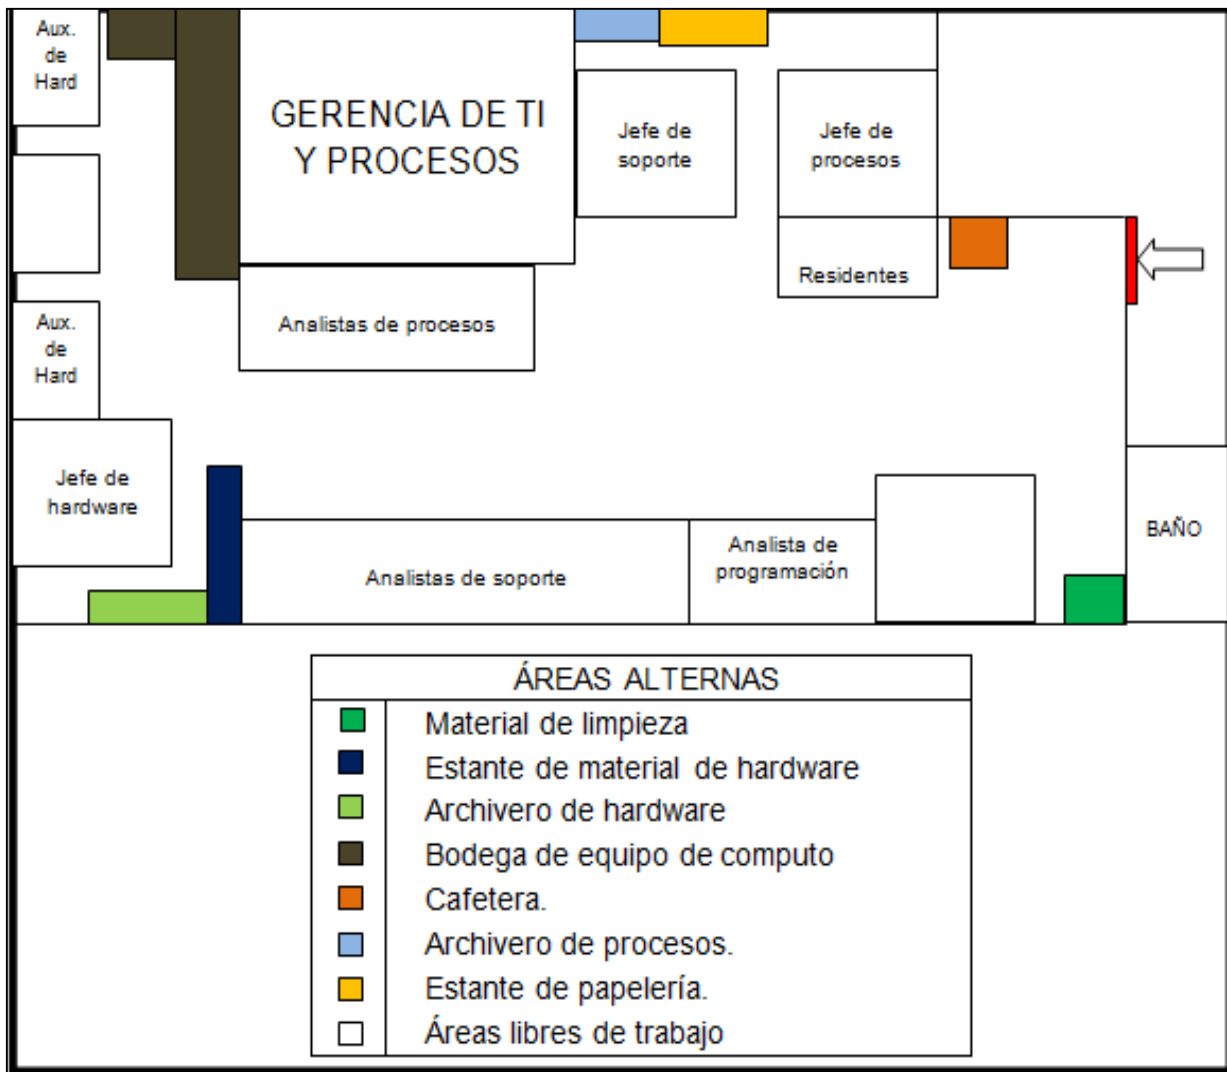 Aux.
de
Hard
GERENCIA DE TI
Y PROCESOS
Jefe de
soporte
Jefe de
procesos
Residentes
Analistas de procesos
Aux.
de
Hard
Jefe de
hardware
Analistas de soporte
Analista de
programación
BAÑO
ÁREAS ALTERNAS
Material de limpieza
Estante de material de hardware
Archivero de hardware
Bodega de equipo de computo
Cafetera.
Archivero de procesos.
Estante de papelería.
Áreas libres de trabajo